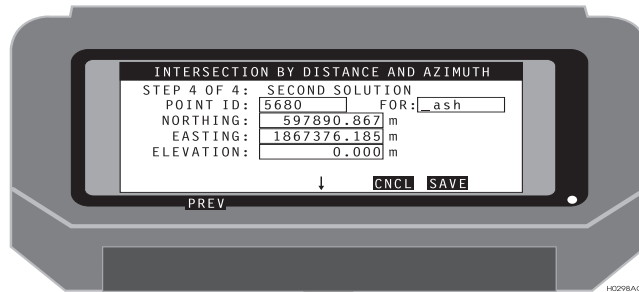 INTERSECTION BY DISTANCE AND AZIMUTH
STEP 4 OF 4: SECOND SOLUTION
POINT ID: 5680 FOR: _ash
NORTHING: 597890.867 m
EASTING: 1867376.185 m
ELEVATION: 0.000 m
↓ CNCL SAVE
PREV
H0298A0